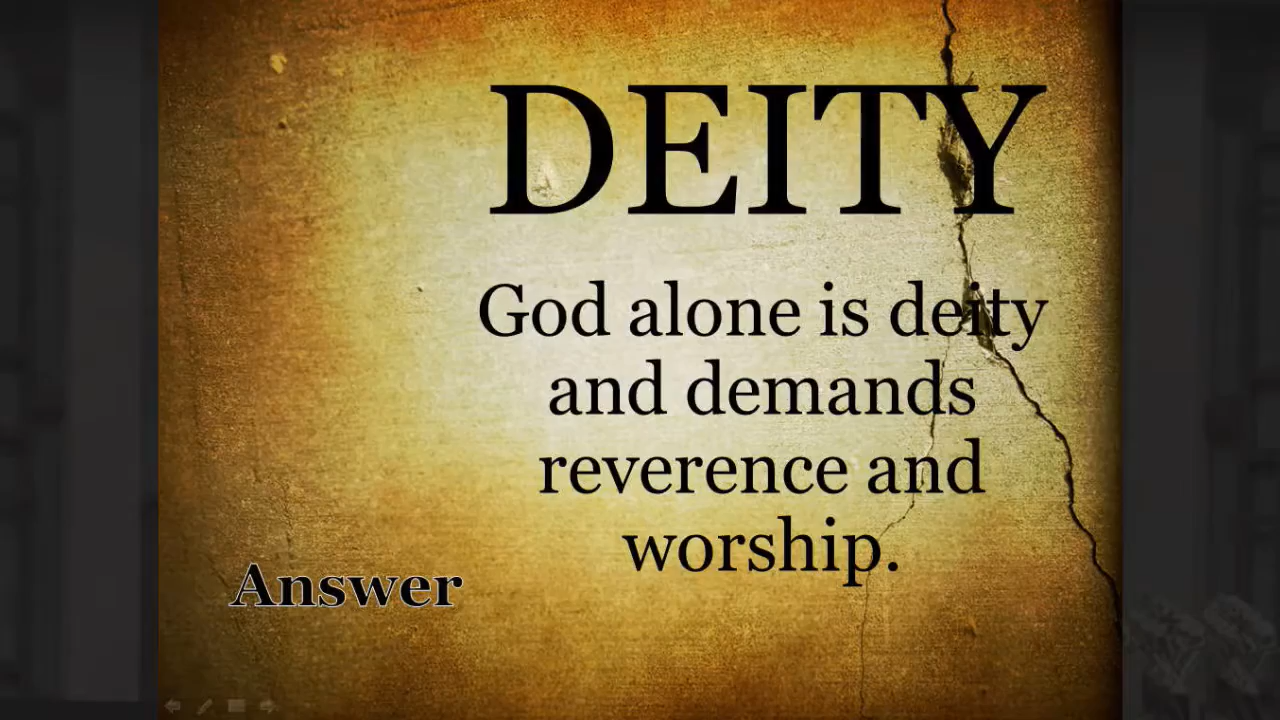 DEITY
God alone is deity
and demands
reverence and
worship.
Answer